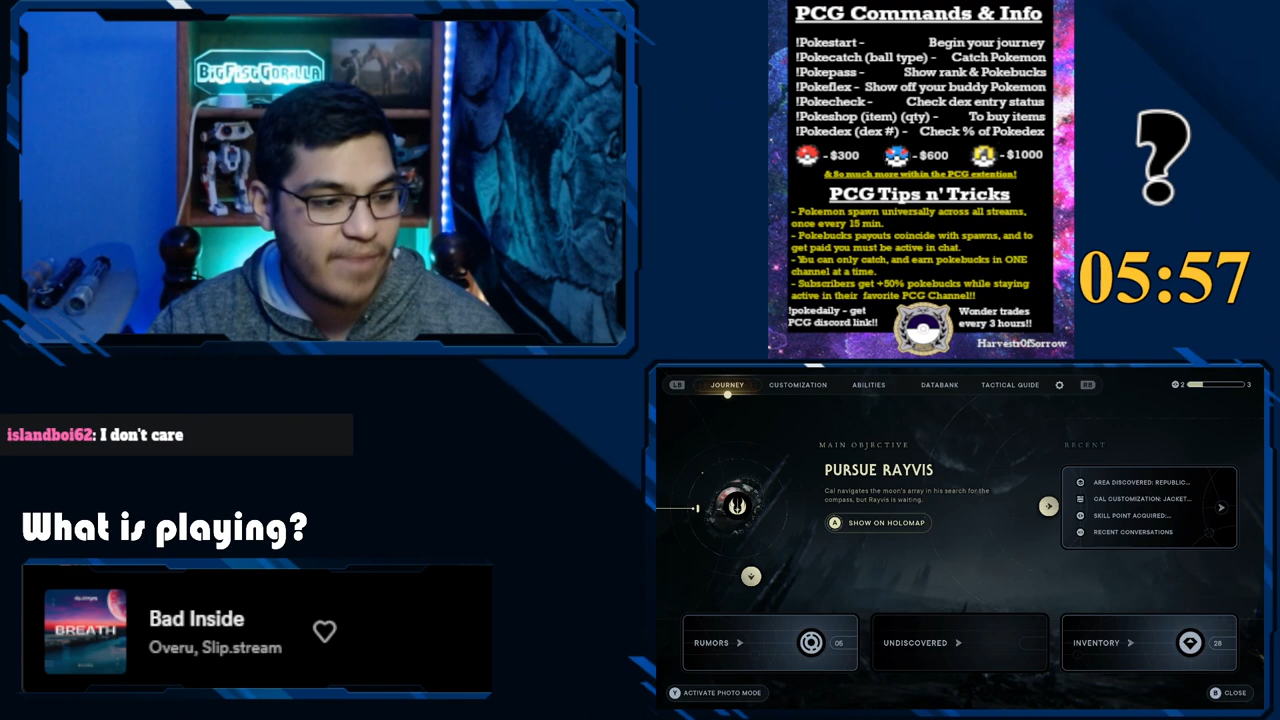 BigFistGorilla
PCG Commands & Info
!Pokestart - Begin your journey
!Pokecatch (ball type) - Catch Pokemon
!Pokepass - Show rank & Pokebucks
!Pokeflex - Show off your buddy Pokemon
!Pokecheck - Check dex entry status
!Pokeshop (item) (qty) - To buy items
!Pokedex (dex #) - Check % of Pokedex
- $300 - $600 - $1000
& So much more within the PCG extention!
PCG Tips n' Tricks
- Pokemon spawn universally across all streams,
once every 15 min.
- Pokebucks payouts coincide with spawns, and to
get paid you must be active in chat.
- You can only catch, and earn pokebucks in ONE
channel at a time.
- Subscribers get +50% pokebucks while staying
active in their favorite PCG Channel!!
!pokedaily - get
PCG discord link!!
Wonder trades
every 3 hours!!
Harvestr0fSorrow
?
05:57
islandboi62: I don't care
What is playing?
BREATH
Bad Inside
Overu, Slip.stream
LB JOURNEY CUSTOMIZATION ABILITIES DATABANK TACTICAL GUIDE RB 2 3
MAIN OBJECTIVE
PURSUE RAYVIS
Cal navigates the moon's array in his search for the
compass, but Rayvis is waiting.
A SHOW ON HOLOMAP
RECENT
AREA DISCOVERED: REPUBLIC...
CAL CUSTOMIZATION: JACKET...
SKILL POINT ACQUIRED:...
RECENT CONVERSATIONS
RUMORS 05
UNDISCOVERED
INVENTORY 28
Y ACTIVATE PHOTO MODE
B CLOSE